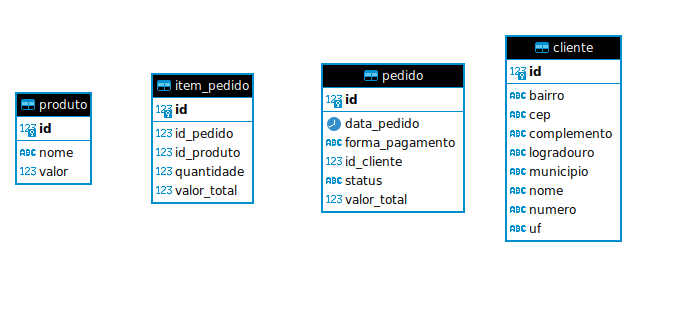 produto
123 id
ABC nome
123 valor
item_pedido
123 id
123 id_pedido
123 id_produto
123 quantidade
123 valor_total
pedido
123 id
data_pedido
ABC forma_pagamento
123 id_cliente
ABC status
123 valor_total
cliente
123 id
ABC bairro
ABC cep
ABC complemento
ABC logradouro
ABC municipio
ABC nome
ABC numero
ABC uf